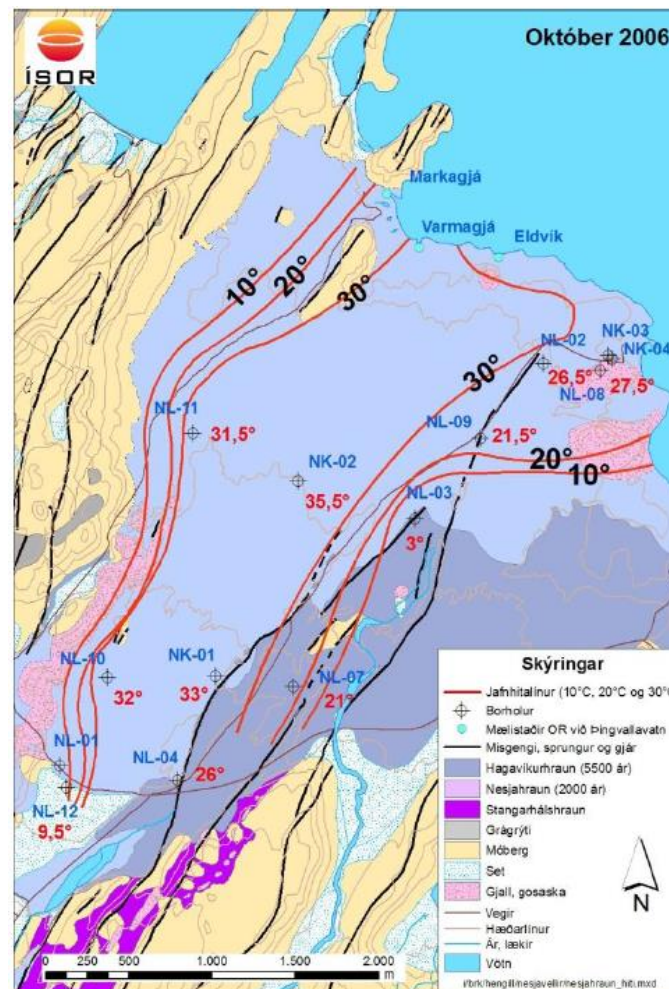 ÍSOR
Október 2006
Markagjá
Varmagjá
Eldvík
10°
20°
30°
NK-03
NL-02
NK-04
30°
26,5°
27,5°
NL-08
NL-11
31,5°
NL-09
21,5°
20°
10°
NK-02
35,5°
NL-03
3°
NL-10
32°
NK-01
33°
NL-07
21°
NL-01
NL-04
26°
NL-12
9,5°
Skýringar
Jafnhitalínur (10°C, 20°C og 30°C
Borholur
Mælistaðir OR við Þingvallavatn
Misgengi, sprungur og gjár
Hagavíkurhraun (5500 ár)
Nesjahraun (2000 ár)
Stangarhálshraun
Grágrýti
Móberg
Set
Gjall, gosaska
Vegir
Hæðarlínur
Ár, lækir
Vötn
N
0 250 500 1.000 1.500 2.000
m
i/brk/hengill/nesjavellir/nesjahraun_hiti.mxd